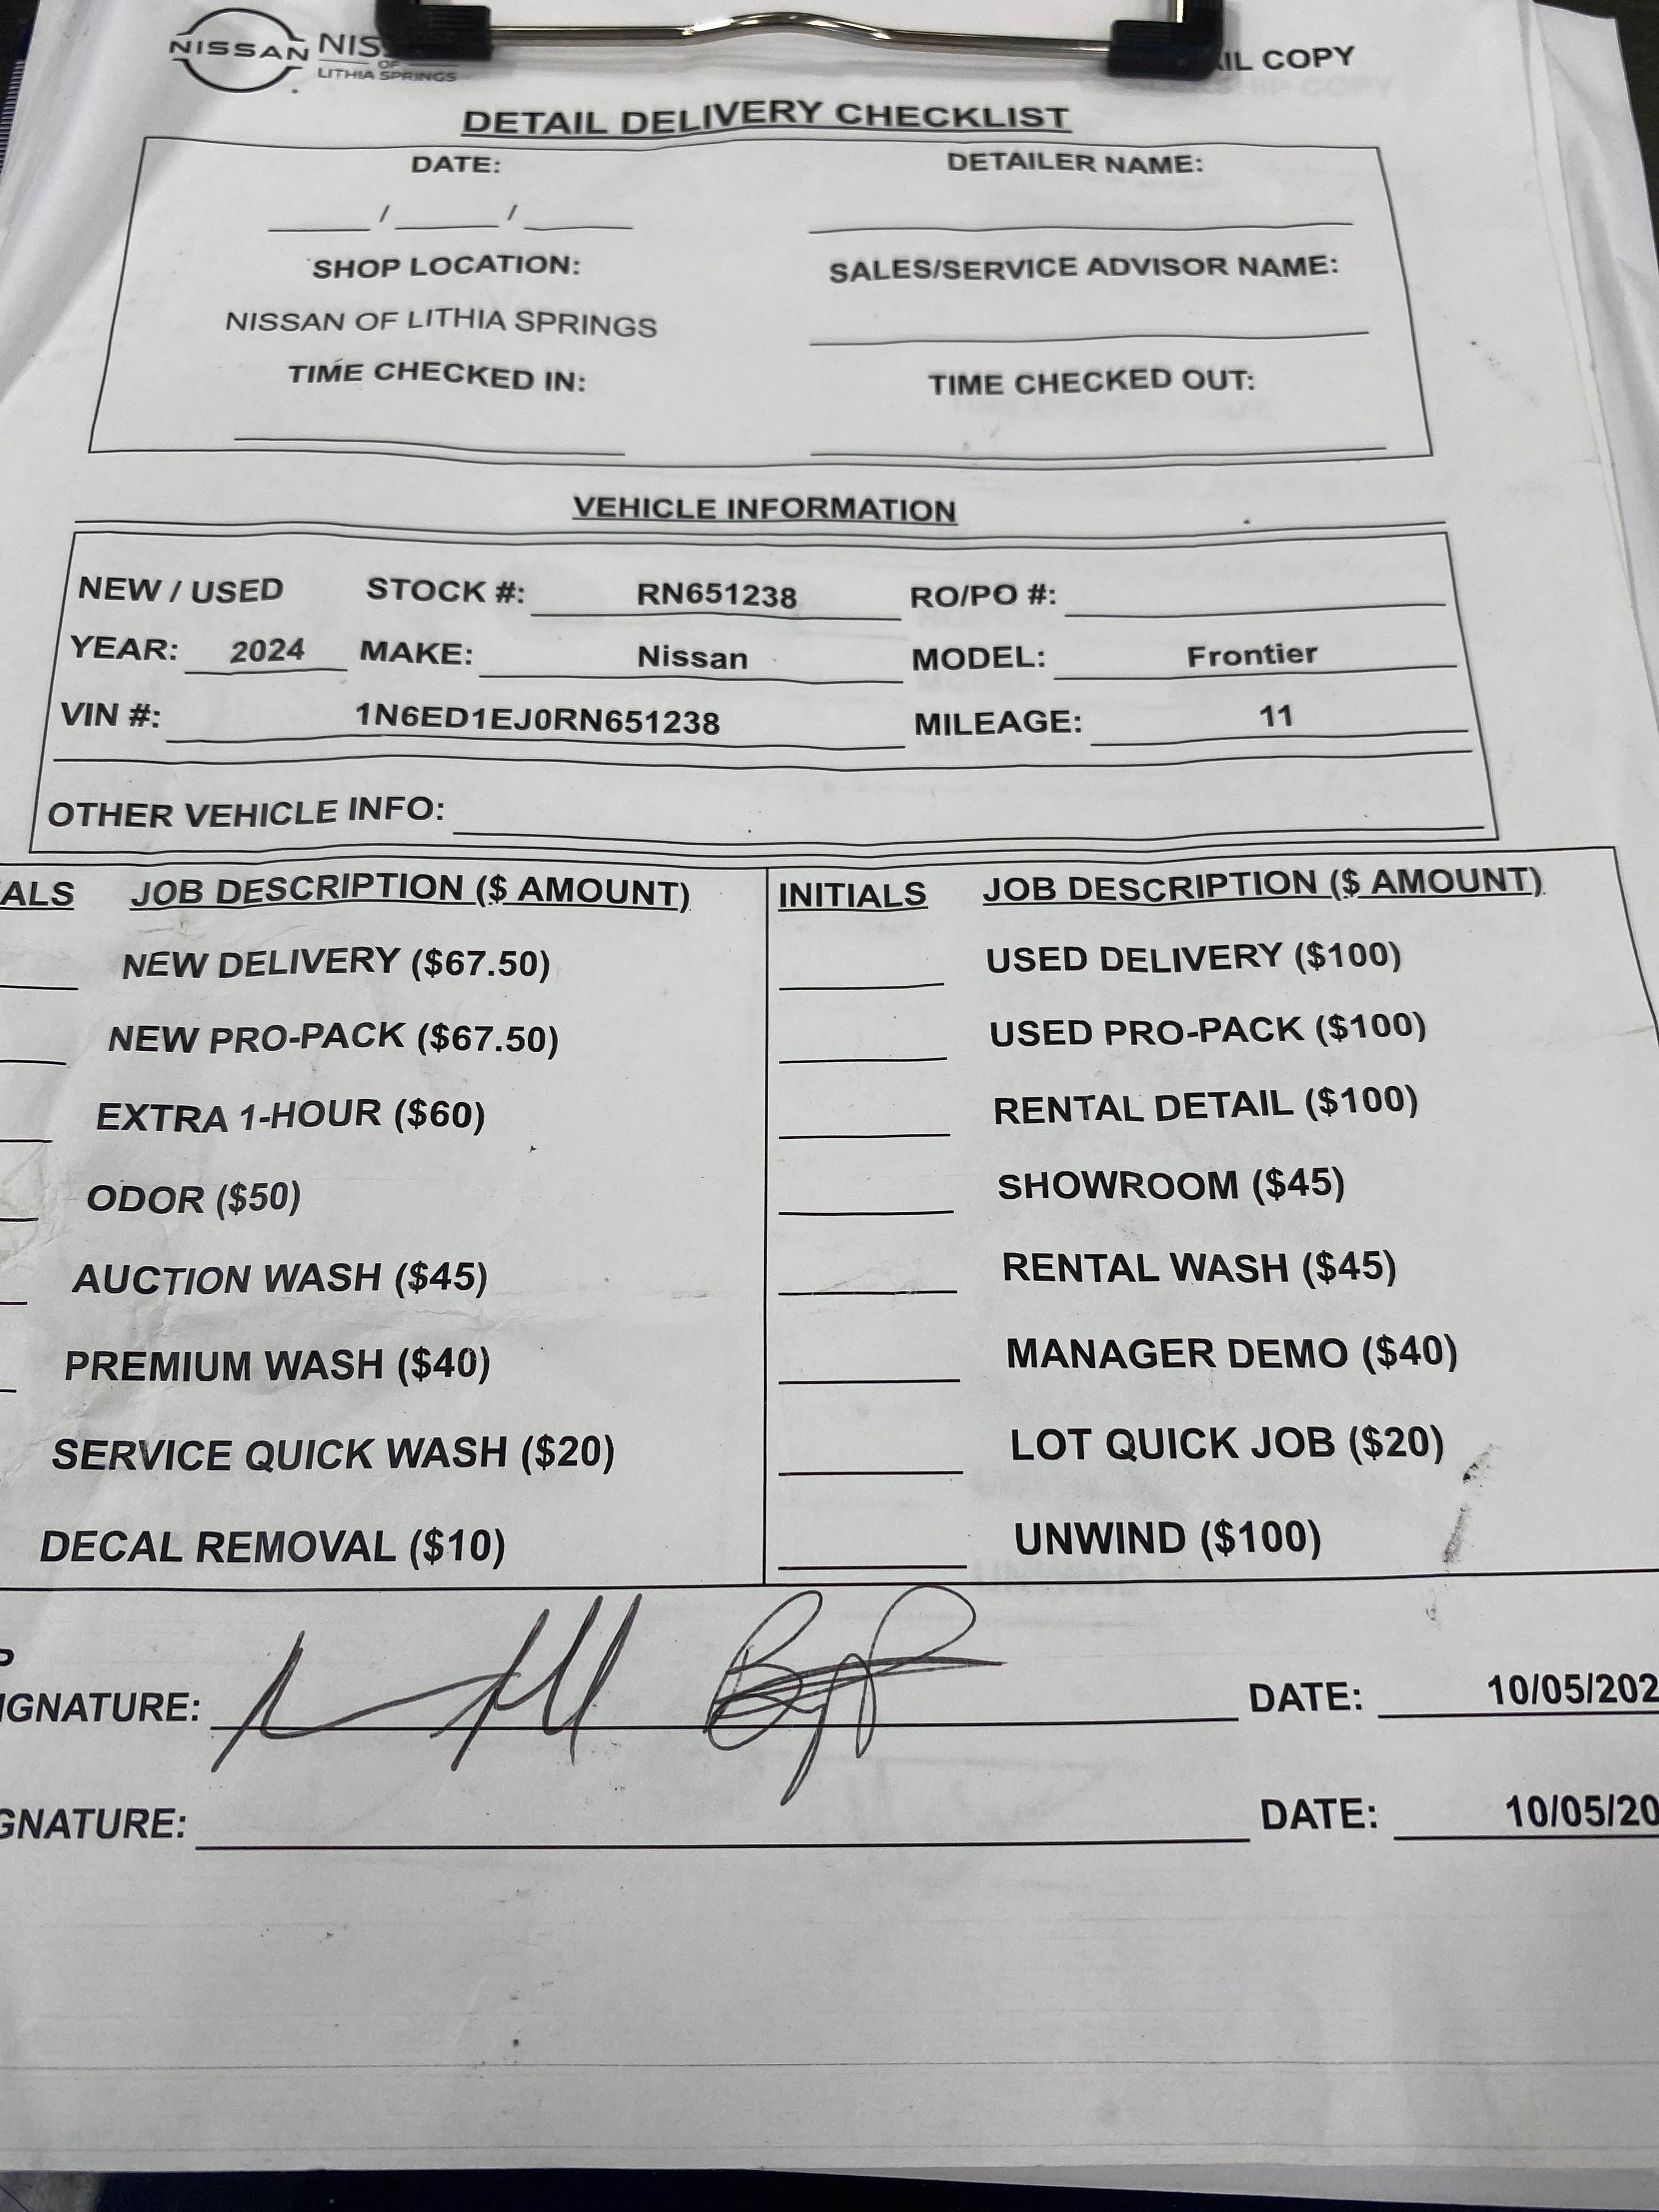 NISSAN NIS
OF
LITHIA SPRINGS
IL COPY
DETAIL DELIVERY CHECKLIST
DATE: DETAILER NAME:
____/____/____ ____
SHOP LOCATION: SALES/SERVICE ADVISOR NAME:
NISSAN OF LITHIA SPRINGS
TIME CHECKED IN: TIME CHECKED OUT:
VEHICLE INFORMATION
NEW / USED STOCK #: RN651238 RO/PO #:
YEAR: 2024 MAKE: Nissan MODEL: Frontier
VIN #: 1N6ED1EJ0RN651238 MILEAGE: 11
OTHER VEHICLE INFO:
ALS JOB DESCRIPTION ($ AMOUNT) INITIALS JOB DESCRIPTION ($ AMOUNT)
NEW DELIVERY ($67.50) USED DELIVERY ($100)
NEW PRO-PACK ($67.50) USED PRO-PACK ($100)
EXTRA 1-HOUR ($60) RENTAL DETAIL ($100)
ODOR ($50) SHOWROOM ($45)
AUCTION WASH ($45) RENTAL WASH ($45)
PREMIUM WASH ($40) MANAGER DEMO ($40)
SERVICE QUICK WASH ($20) LOT QUICK JOB ($20)
DECAL REMOVAL ($10) UNWIND ($100)
P
IGNATURE: DATE: 10/05/202
GNATURE: DATE: 10/05/20